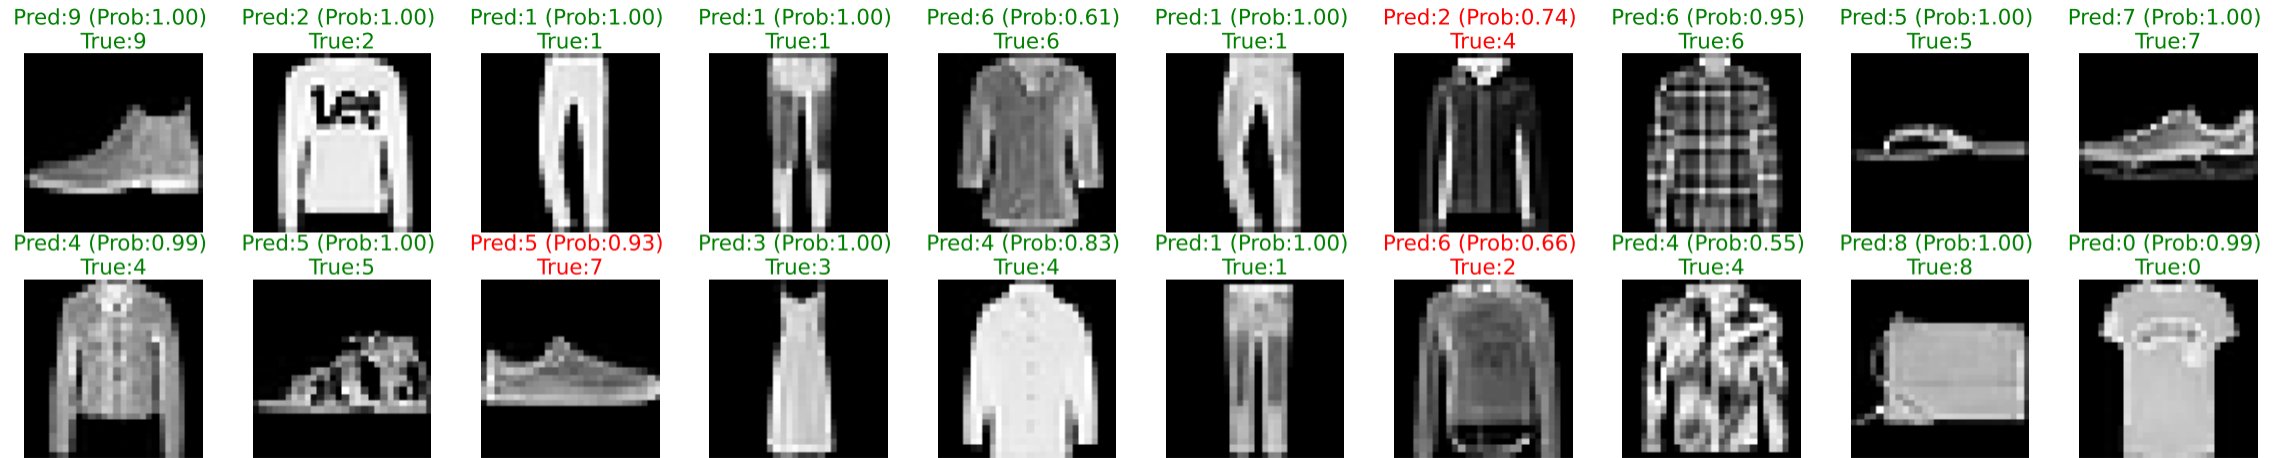 Pred:9 (Prob:1.00) Pred:2 (Prob:1.00) Pred:1 (Prob:1.00) Pred:1 (Prob:1.00) Pred:6 (Prob:0.61) Pred:1 (Prob:1.00) Pred:2 (Prob:0.74) Pred:6 (Prob:0.95) Pred:5 (Prob:1.00) Pred:7 (Prob:1.00)
True:9 True:2 True:1 True:1 True:6 True:1 True:4 True:6 True:5 True:7
Lee
Pred:4 (Prob:0.99) Pred:5 (Prob:1.00) Pred:5 (Prob:0.93) Pred:3 (Prob:1.00) Pred:4 (Prob:0.83) Pred:1 (Prob:1.00) Pred:6 (Prob:0.66) Pred:4 (Prob:0.55) Pred:8 (Prob:1.00) Pred:0 (Prob:0.99)
True:4 True:5 True:7 True:3 True:4 True:1 True:2 True:4 True:8 True:0